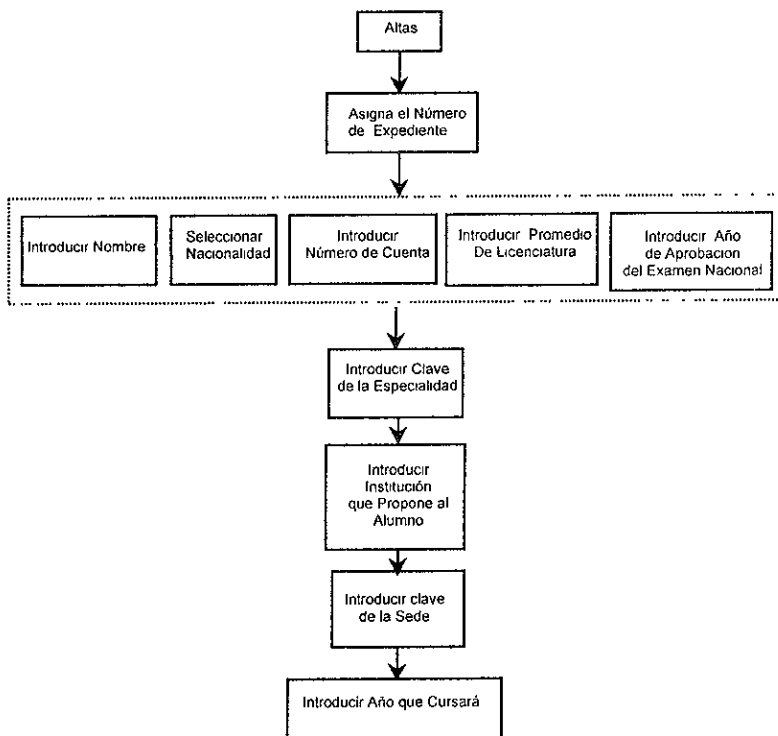 Altas
Asigna el Número
de Expediente
Introducir Nombre
Seleccionar
Nacionalidad
Introducir
Número de Cuenta
Introducir Promedio
De Licenciatura
Introducir Año
de Aprobacion
del Examen Nacional
Introducir Clave
de la Especialidad
Introducir
Institución
que Propone al
Alumno
Introducir clave
de la Sede
Introducir Año que Cursará